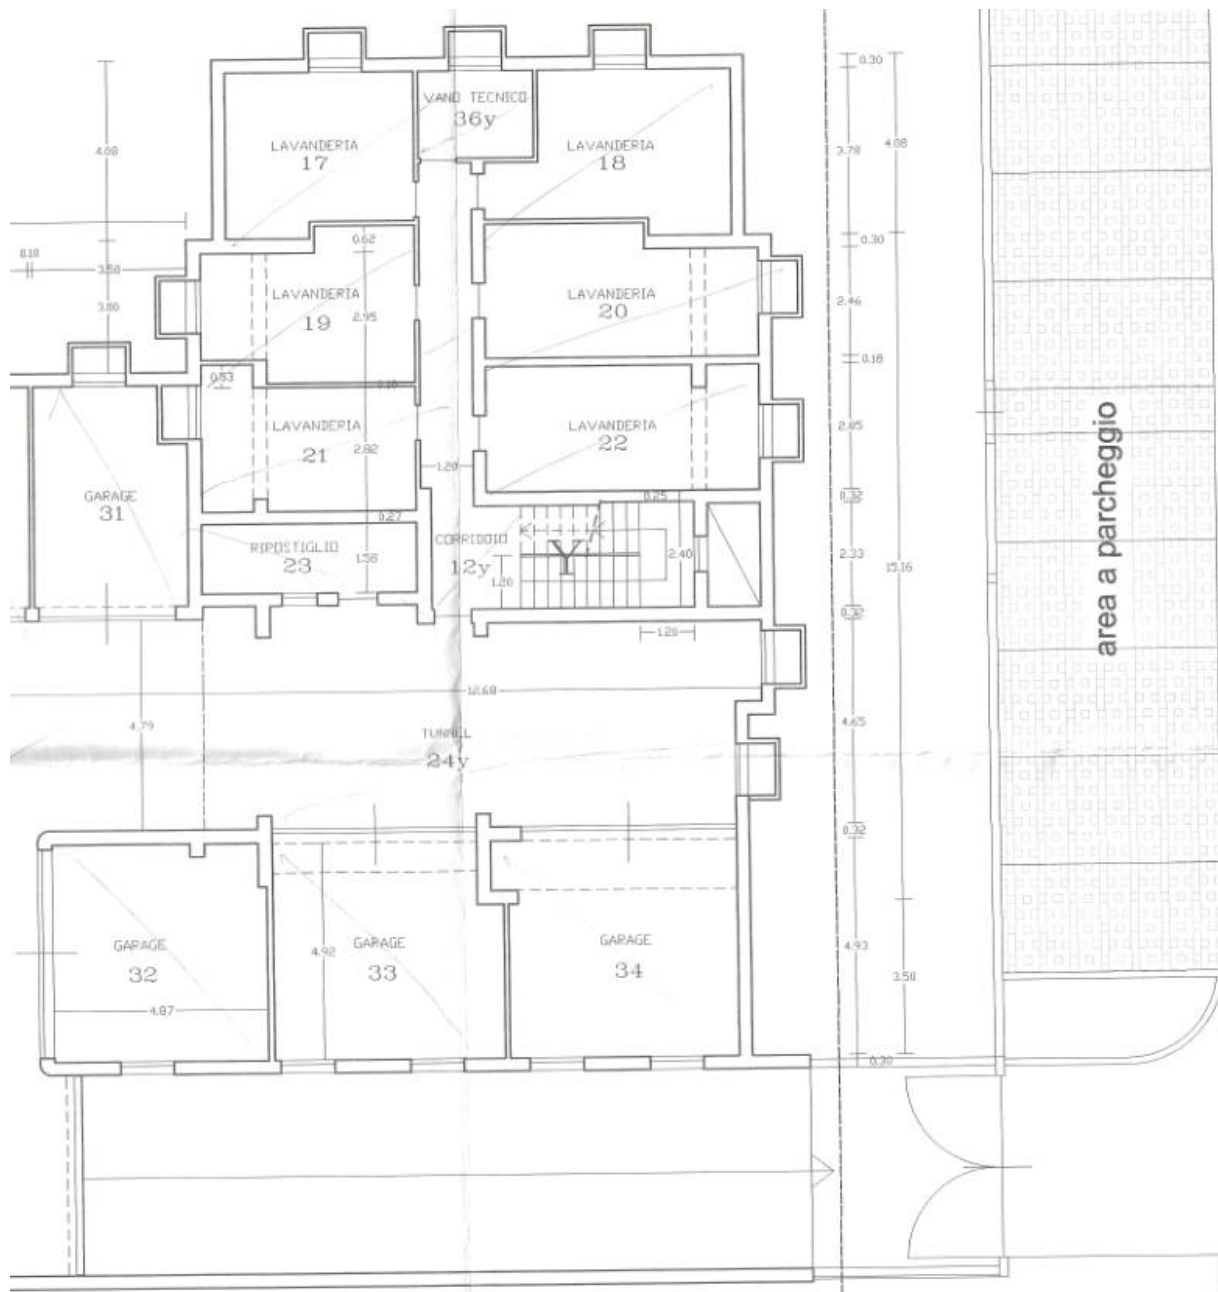 0.30
VANO TECNICO
36y
LAVANDERIA
17
LAVANDERIA
18
4.08
3.78
4.08
0.62
0.30
0.10
3.50
3.80
LAVANDERIA
19
2.95
LAVANDERIA
20
2.46
0.53
0.10
0.18
LAVANDERIA
21
2.82
LAVANDERIA
22
1.20
GARAGE
31
0.25
0.32
0.27
RIPOSTIGLIO
23
1.56
CORRIDOIO
12y
1.20
2.40
2.33
15.16
0.32
1.20
area a parcheggio
12.68
4.79
TUNNEL
24y
4.65
0.32
GARAGE
32
4.87
GARAGE
33
4.92
GARAGE
34
4.93
3.50
0.30